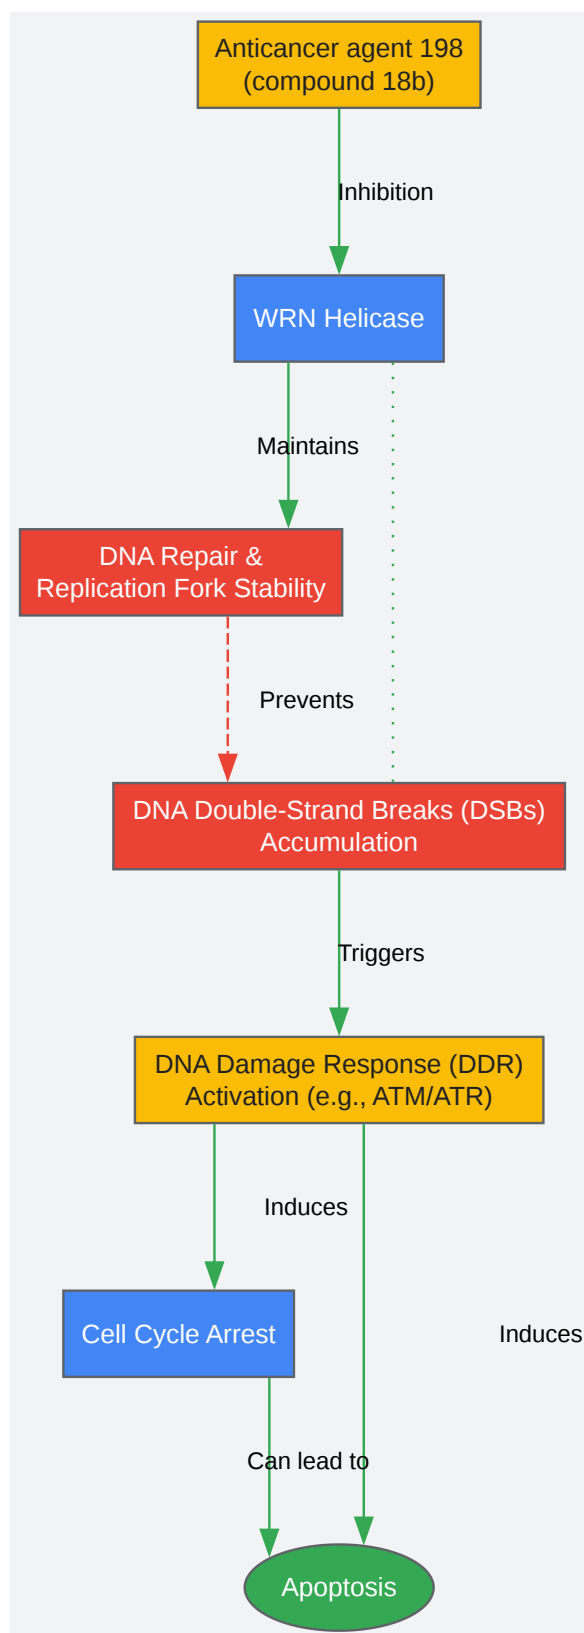 Anticancer agent 198
(compound 18b)
Inhibition
WRN Helicase
Maintains
DNA Repair &
Replication Fork Stability
Prevents
DNA Double-Strand Breaks (DSBs)
Accumulation
Triggers
DNA Damage Response (DDR)
Activation (e.g., ATM/ATR)
Induces
Cell Cycle Arrest
Induces
Can lead to
Apoptosis